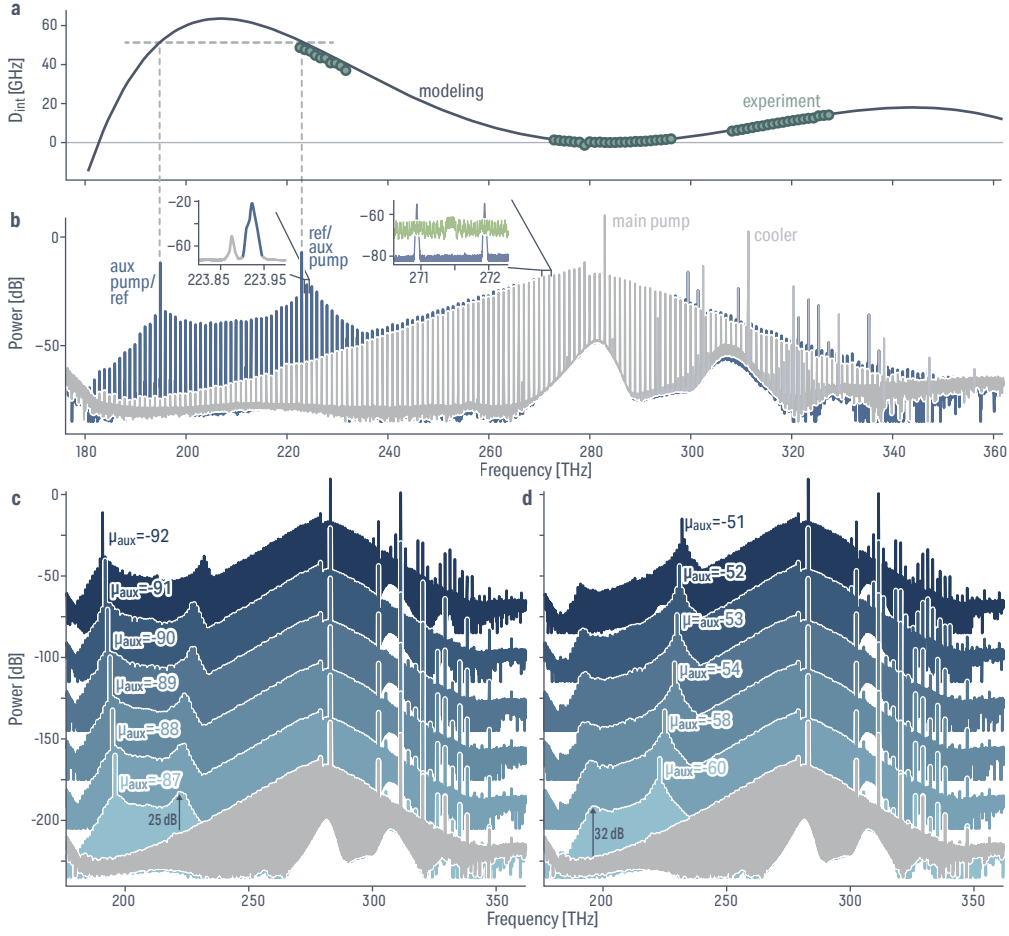 a
60
40
20
0
D_int [GHz]
modeling
experiment
b
0
−50
Power [dB]
−20
−40
−60
223.85 223.95
ref/
aux
pump
−60
−80
271 272
main pump
cooler
aux
pump/
ref
180 200 220 240 260 280 300 320 340 360
Frequency [THz]
c
0
−50
−100
−150
−200
Power [dB]
μaux=-92
μaux=-91
μaux=-90
μaux=-89
μaux=-88
μaux=-87
25 dB
200 250 300 350
d
μaux=-51
μaux=-52
μ=aux-53
μaux=-54
μaux=-58
μaux=-60
32 dB
200 250 300 350
Frequency [THz]